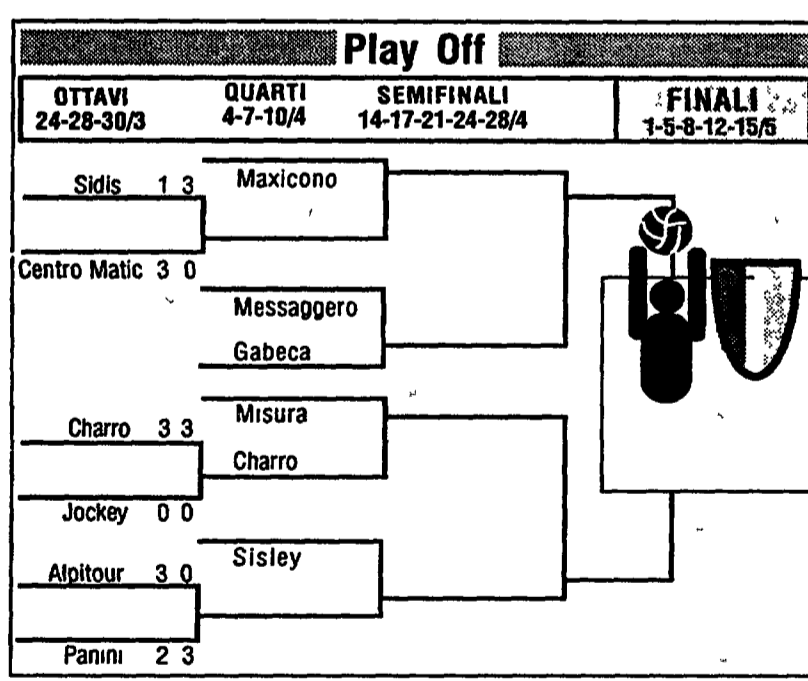 Play Off
OTTAVI
24-28-30/3
QUARTI
4-7-10/4
SEMIFINALI
14-17-21-24-28/4
FINALI
1-5-8-12-15/5
Sidis 1 3
Maxicono
Centro Matic 3 0
Messaggero
Gabeca
Misura
Charro 3 3
Charro
Jockey 0 0
Sisley
Alpitour 3 0
Panini 2 3